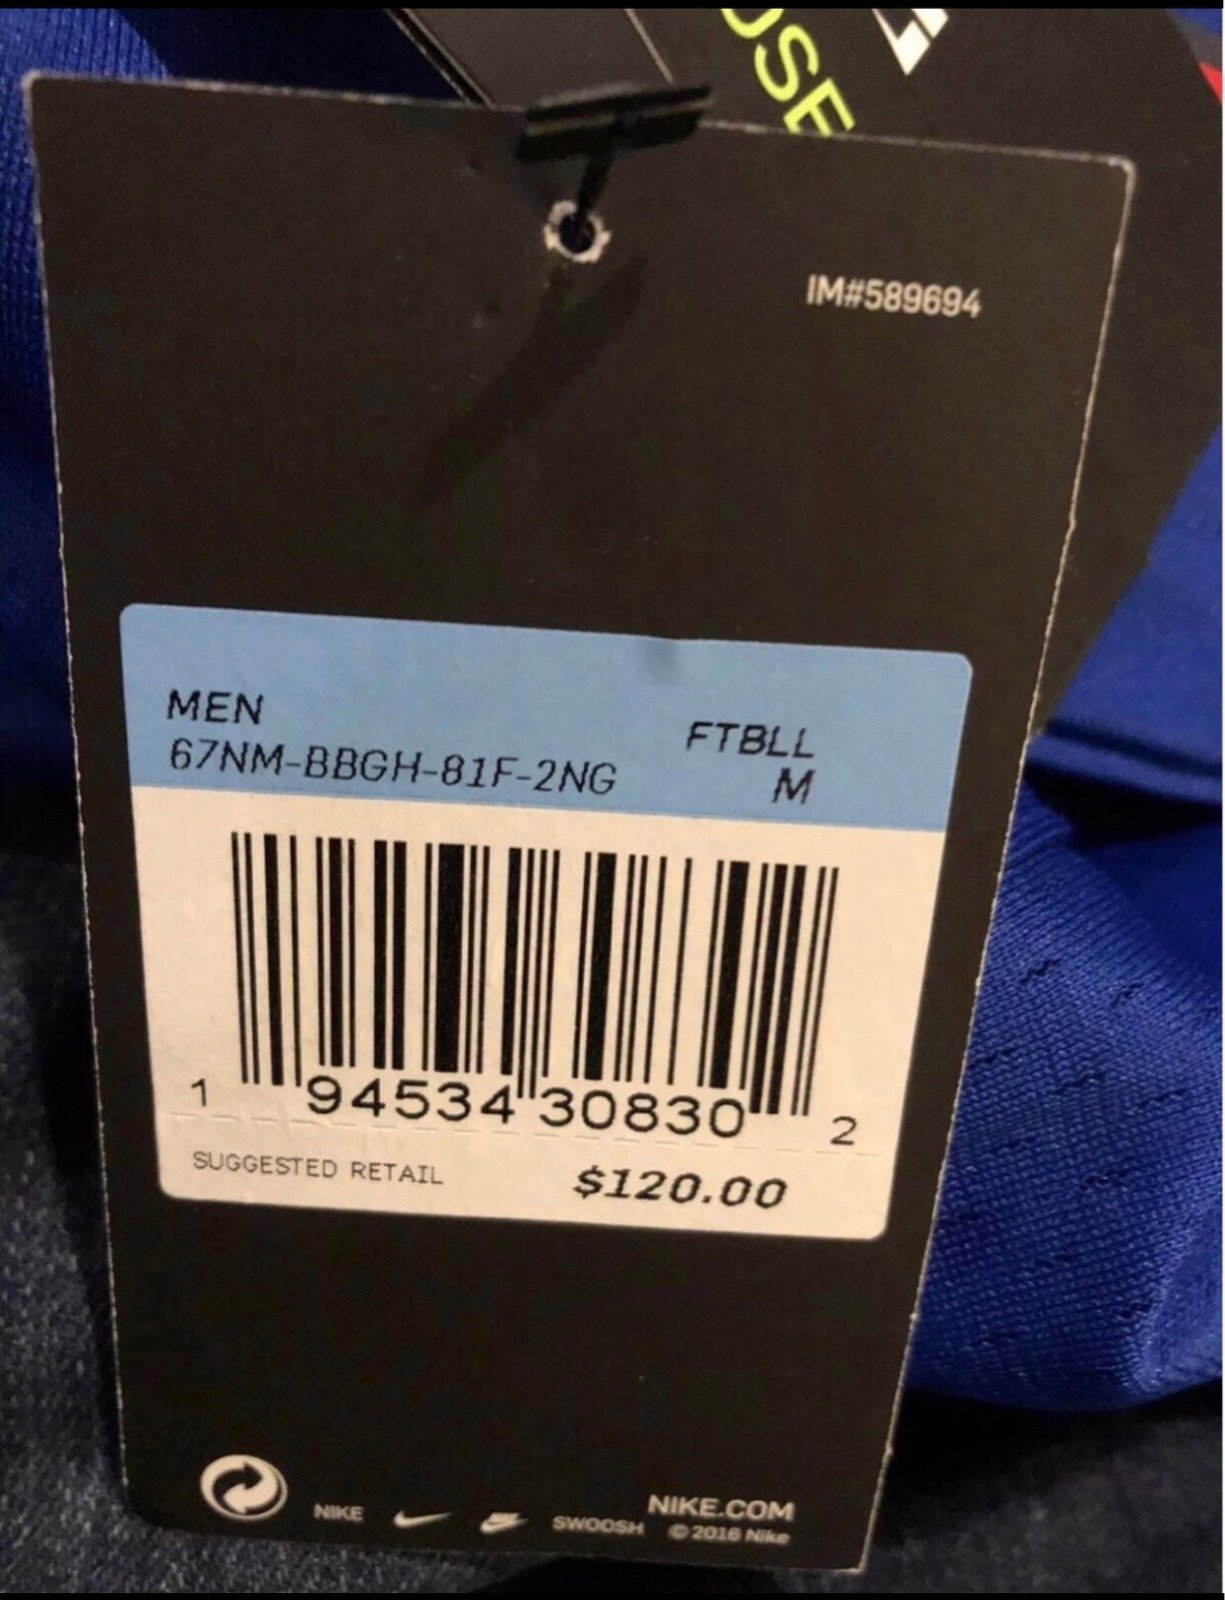 OSE
IM#589694
MEN
FTBLL
67NM-BBGH-81F-2NG
M
1 94534 30830 2
SUGGESTED RETAIL $120.00
NIKE SWOOSH
NIKE.COM
© 2016 Nike